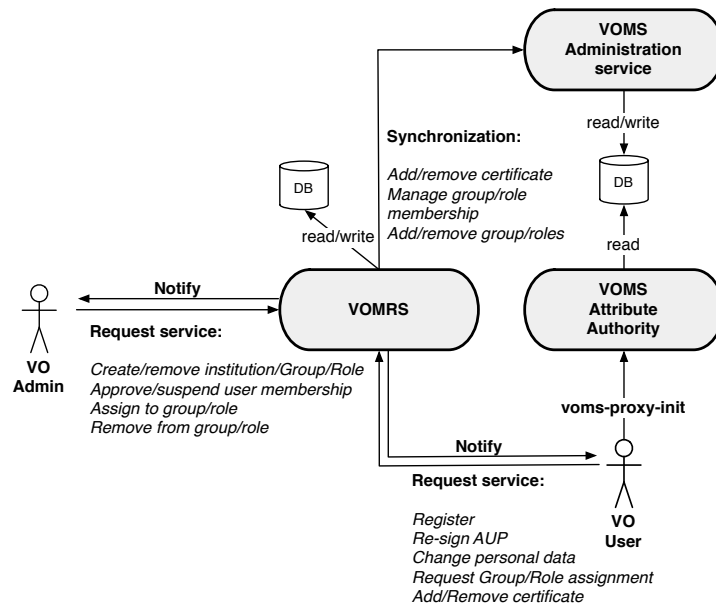 VOMS
Administration
service
read/write
Synchronization:
Add/remove certificate
Manage group/role
membership
Add/remove group/roles
DB
DB
read/write
read
Notify
VOMRS
VOMS
Attribute
Authority
Request service:
VO
Admin
Create/remove institution/Group/Role
Approve/suspend user membership
Assign to group/role
Remove from group/role
voms-proxy-init
Notify
Request service:
VO
User
Register
Re-sign AUP
Change personal data
Request Group/Role assignment
Add/Remove certificate